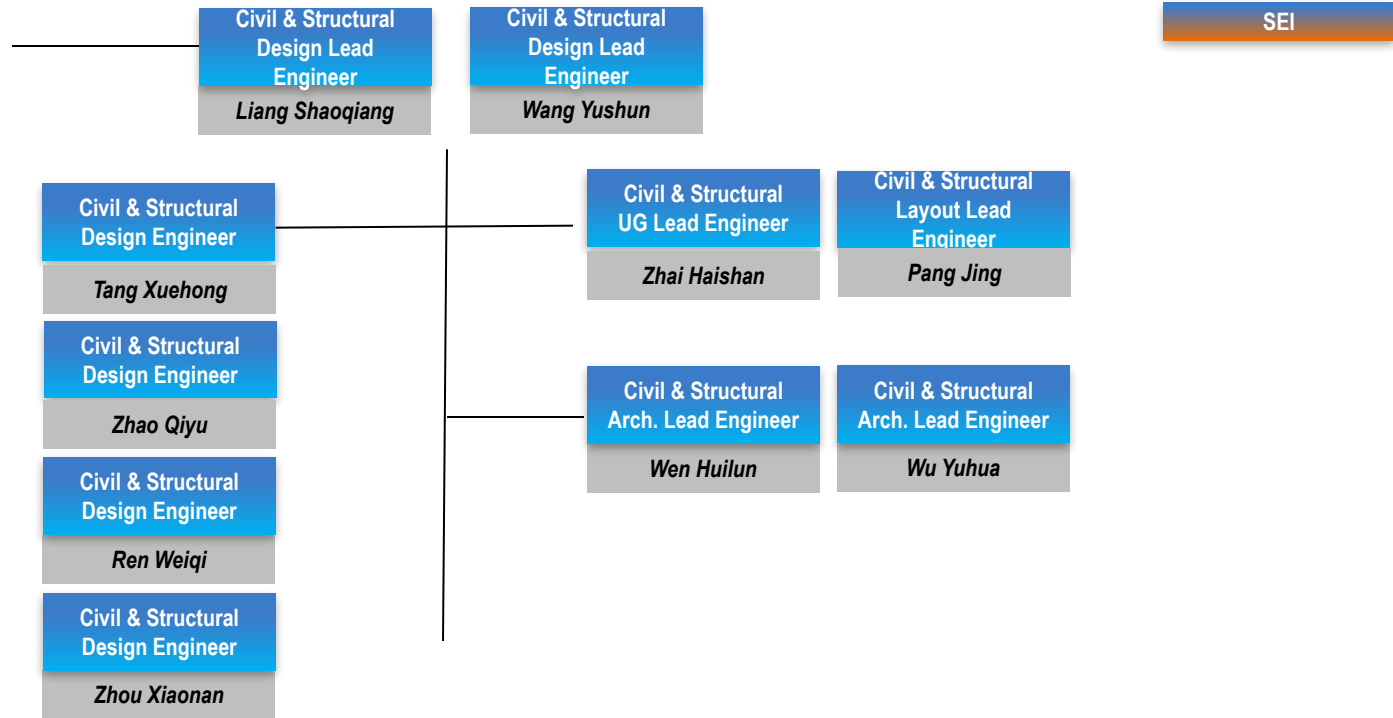 Civil & Structural
Design Lead
Engineer
Liang Shaoqiang
Civil & Structural
Design Lead
Engineer
Wang Yushun
SEI
Civil & Structural
Design Engineer
Tang Xuehong
Civil & Structural
UG Lead Engineer
Zhai Haishan
Civil & Structural
Layout Lead
Engineer
Pang Jing
Civil & Structural
Design Engineer
Zhao Qiyu
Civil & Structural
Arch. Lead Engineer
Wen Huilun
Civil & Structural
Arch. Lead Engineer
Wu Yuhua
Civil & Structural
Design Engineer
Ren Weiqi
Civil & Structural
Design Engineer
Zhou Xiaonan